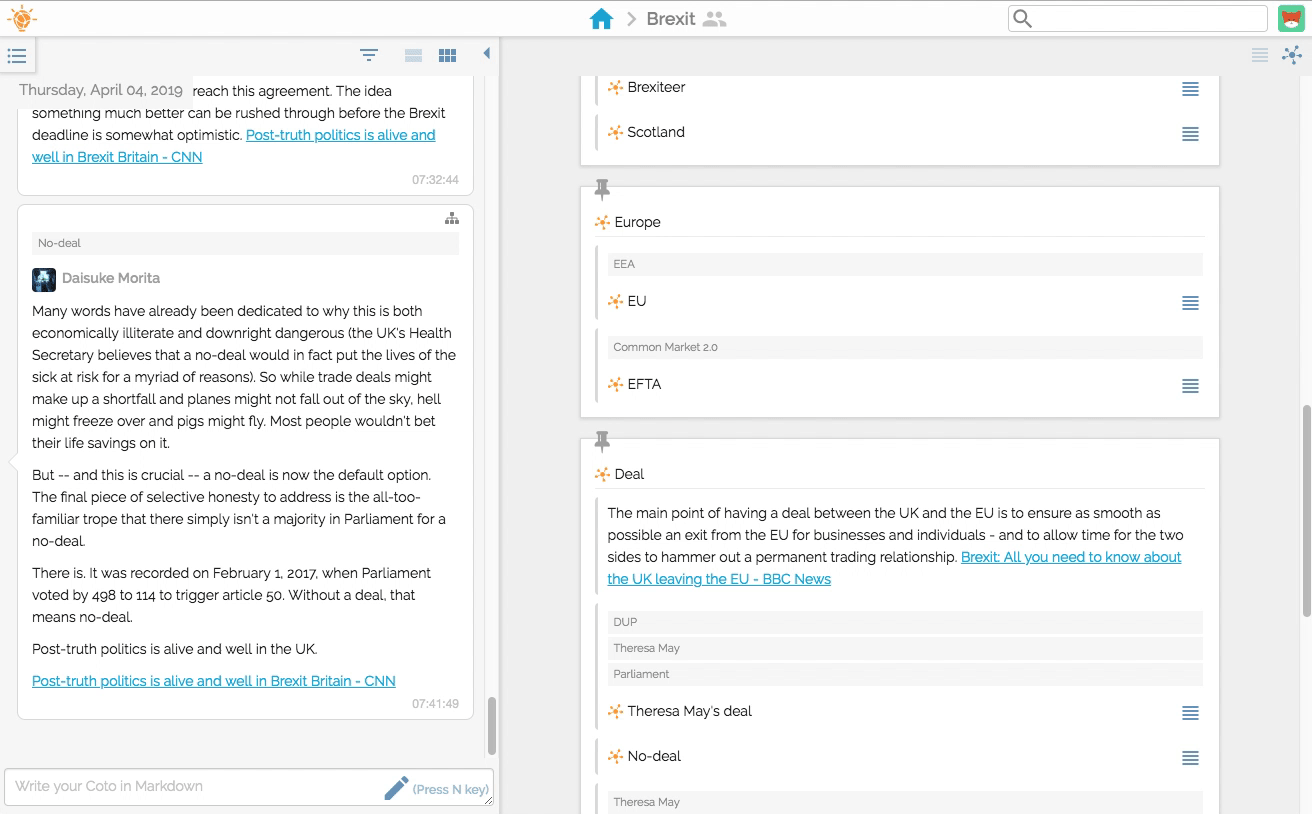 Brexit
Thursday, April 04, 2019
reach this agreement. The idea
something much better can be rushed through before the Brexit
deadline is somewhat optimistic. Post-truth politics is alive and
well in Brexit Britain - CNN
07:32:44
No-deal
Daisuke Morita
Many words have already been dedicated to why this is both
economically illiterate and downright dangerous (the UK's Health
Secretary believes that a no-deal would in fact put the lives of the
sick at risk for a myriad of reasons). So while trade deals might
make up a shortfall and planes might not fall out of the sky, hell
might freeze over and pigs might fly. Most people wouldn't bet
their life savings on it.
But -- and this is crucial -- a no-deal is now the default option.
The final piece of selective honesty to address is the all-too-
familiar trope that there simply isn't a majority in Parliament for a
no-deal.
There is. It was recorded on February 1, 2017, when Parliament
voted by 498 to 114 to trigger article 50. Without a deal, that
means no-deal.
Post-truth politics is alive and well in the UK.
Post-truth politics is alive and well in Brexit Britain - CNN
07:41:49
Write your Coto in Markdown
(Press N key)
Brexiteer
Scotland
Europe
EEA
EU
Common Market 2.0
EFTA
Deal
The main point of having a deal between the UK and the EU is to ensure as smooth as
possible an exit from the EU for businesses and individuals - and to allow time for the two
sides to hammer out a permanent trading relationship. Brexit: All you need to know about
the UK leaving the EU - BBC News
DUP
Theresa May
Parliament
Theresa May's deal
No-deal
Theresa May